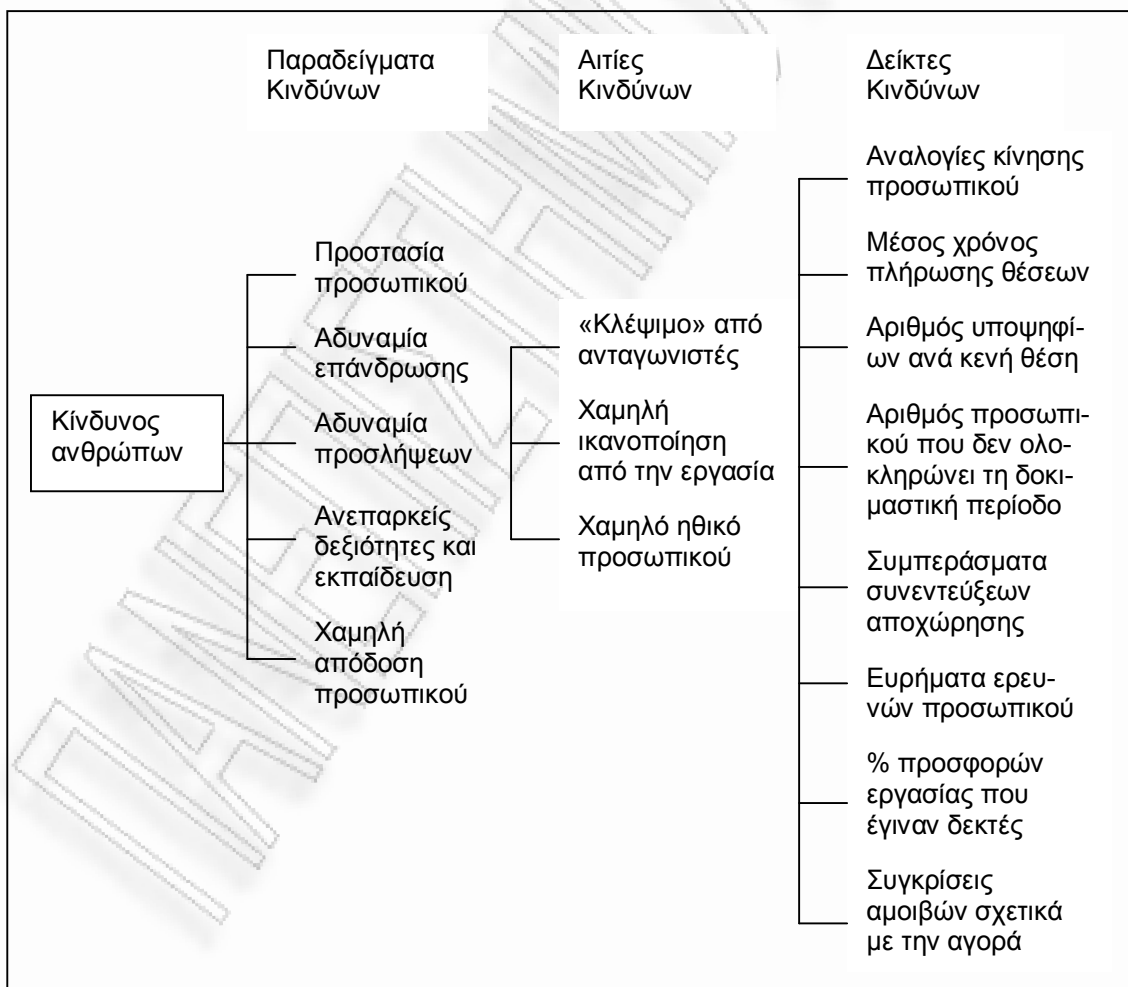 Παραδείγματα
Κινδύνων
Αιτίες
Κινδύνων
Δείκτες
Κινδύνων
Κίνδυνος
ανθρώπων
Προστασία
προσωπικού
Αδυναμία
επάνδρωσης
Αδυναμία
προσλήψεων
Ανεπαρκείς
δεξιότητες και
εκπαίδευση
Χαμηλή
απόδοση
προσωπικού
«Κλέψιμο» από
ανταγωνιστές
Χαμηλή
ικανοποίηση
από την εργασία
Χαμηλό ηθικό
προσωπικού
Αναλογίες κίνησης
προσωπικού
Μέσος χρόνος
πλήρωσης θέσεων
Αριθμός υποψηφί-
ων ανά κενή θέση
Αριθμός προσωπι-
κού που δεν ολο-
κληρώνει τη δοκι-
μαστική περίοδο
Συμπεράσματα
συνεντεύξεων
αποχώρησης
Ευρήματα ερευ-
νών προσωπικού
% προσφορών
εργασίας που
έγιναν δεκτές
Συγκρίσεις
αμοιβών σχετικά
με την αγορά